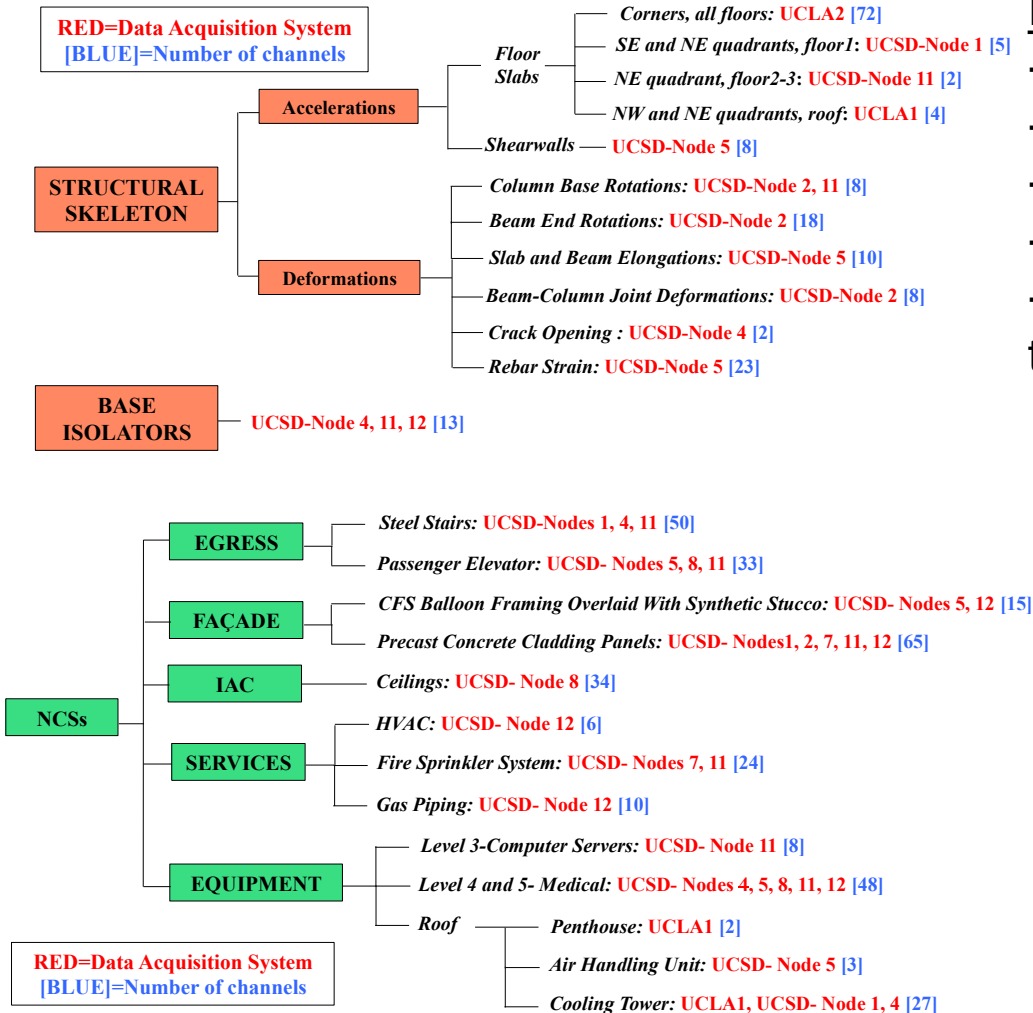 RED=Data Acquisition System
[BLUE]=Number of channels
STRUCTURAL
SKELETON
Accelerations
Floor
Slabs
Corners, all floors: UCLA2 [72]
SE and NE quadrants, floor1: UCSD-Node 1 [5]
NE quadrant, floor2-3: UCSD-Node 11 [2]
NW and NE quadrants, roof: UCLA1 [4]
Shearwalls
UCSD-Node 5 [8]
Deformations
Column Base Rotations: UCSD-Node 2, 11 [8]
Beam End Rotations: UCSD-Node 2 [18]
Slab and Beam Elongations: UCSD-Node 5 [10]
Beam-Column Joint Deformations: UCSD-Node 2 [8]
Crack Opening : UCSD-Node 4 [2]
Rebar Strain: UCSD-Node 5 [23]
BASE
ISOLATORS
UCSD-Node 4, 11, 12 [13]
NCSs
EGRESS
Steel Stairs: UCSD-Nodes 1, 4, 11 [50]
Passenger Elevator: UCSD- Nodes 5, 8, 11 [33]
FAÇADE
CFS Balloon Framing Overlaid With Synthetic Stucco: UCSD- Nodes 5, 12 [15]
Precast Concrete Cladding Panels: UCSD- Nodes1, 2, 7, 11, 12 [65]
IAC
Ceilings: UCSD- Node 8 [34]
SERVICES
HVAC: UCSD- Node 12 [6]
Fire Sprinkler System: UCSD- Nodes 7, 11 [24]
Gas Piping: UCSD- Node 12 [10]
EQUIPMENT
Level 3-Computer Servers: UCSD- Node 11 [8]
Level 4 and 5- Medical: UCSD- Nodes 4, 5, 8, 11, 12 [48]
Roof
Penthouse: UCLA1 [2]
Air Handling Unit: UCSD- Node 5 [3]
Cooling Tower: UCLA1, UCSD- Node 1, 4 [27]
RED=Data Acquisition System
[BLUE]=Number of channels